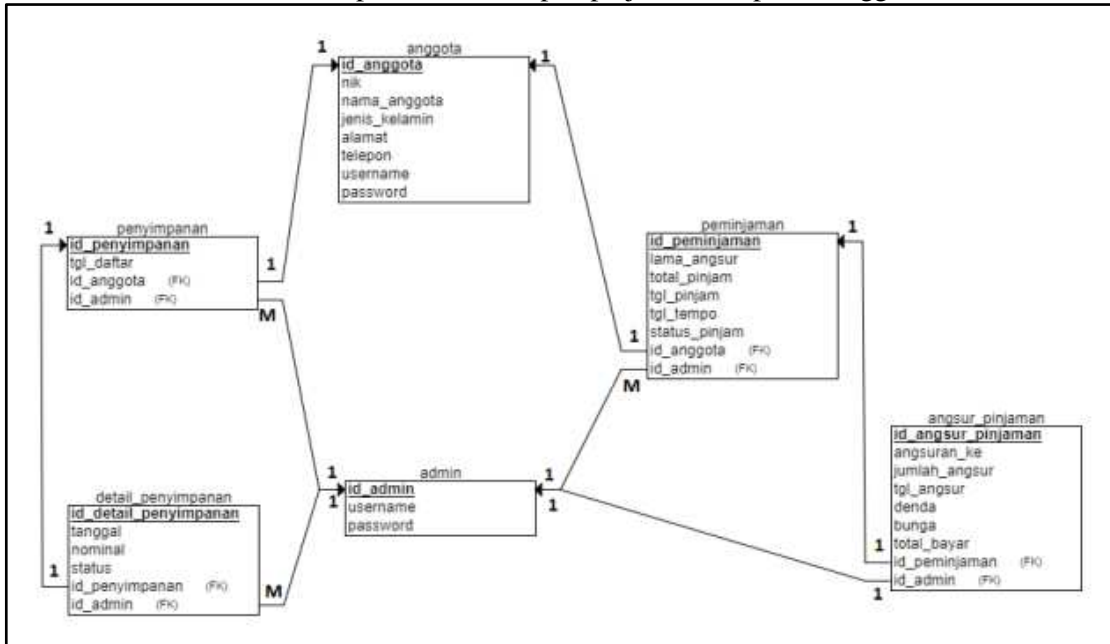 1
anggota
1
id_anggota
nik
nama_anggota
jenis_kelamin
alamat
telepon
username
password
1
penyimpanan
id_penyimpanan
tgl_daftar
id_anggota (FK)
id_admin (FK)
1
M
peminjaman
1
id_peminjaman
lama_angsur
total_pinjam
tgl_pinjam
tgl_tempo
status_pinjam
1
id_anggota (FK)
id_admin (FK)
M
admin
1
1
id_admin
username
password
1
1
detail_penyimpanan
id_detail_penyimpanan
tanggal
nominal
status
1
id_penyimpanan (FK)
id_admin (FK)
M
angsur_pinjaman
id_angsur_pinjaman
angsuran_ke
jumlah_angsur
tgl_angsur
denda
bunga
total_bayar
1
id_peminjaman (FK)
id_admin (FK)
1